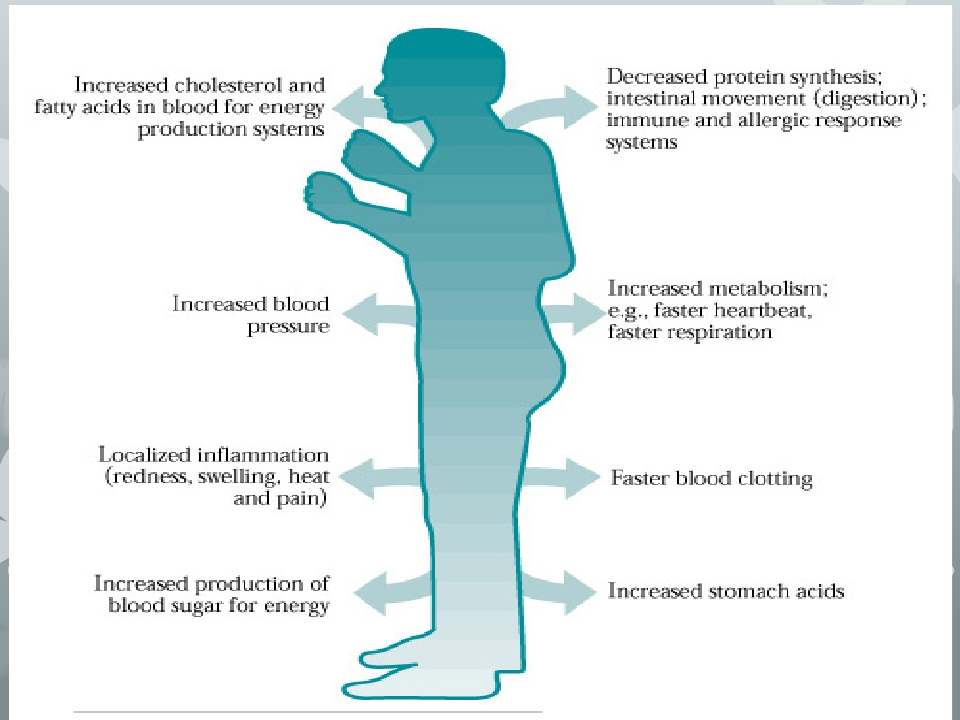 Increased cholesterol and
fatty acids in blood for energy
production systems
Decreased protein synthesis;
intestinal movement (digestion);
immune and allergic response
systems
Increased blood
pressure
Increased metabolism;
e.g., faster heartbeat,
faster respiration
Localized inflammation
(redness, swelling, heat
and pain)
Faster blood clotting
Increased production of
blood sugar for energy
Increased stomach acids